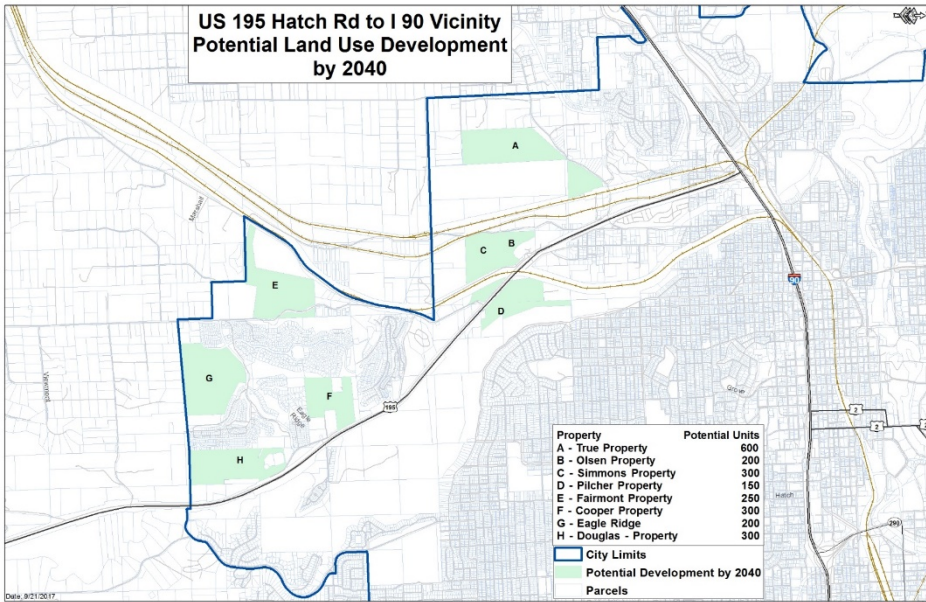 US 195 Hatch Rd to I 90 Vicinity
Potential Land Use Development
by 2040
A
Marshall
C B
E
D
90
G
F
Eagle
Ridge
195
Grove
2
2
H
Property Potential Units
A - True Property 600
B - Olsen Property 200
C - Simmons Property 300
D - Pilcher Property 150
E - Fairmont Property 250
F - Cooper Property 300
G - Eagle Ridge 200
H - Douglas - Property 300
City Limits
Potential Development by 2040
Parcels
Hatch
290
Date: 9/21/2017